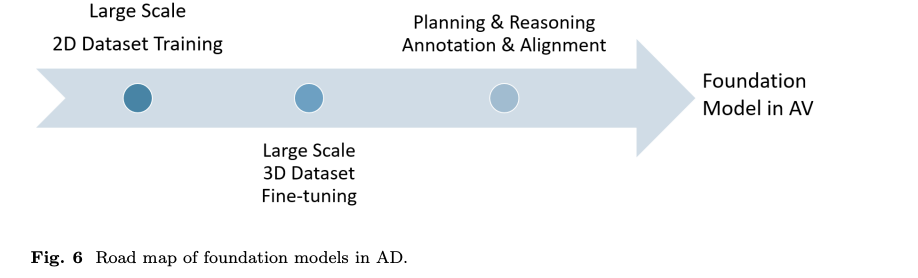 Large Scale
2D Dataset Training
Planning & Reasoning
Annotation & Alignment
Foundation
Model in AV
Large Scale
3D Dataset
Fine-tuning
Fig. 6 Road map of foundation models in AD.